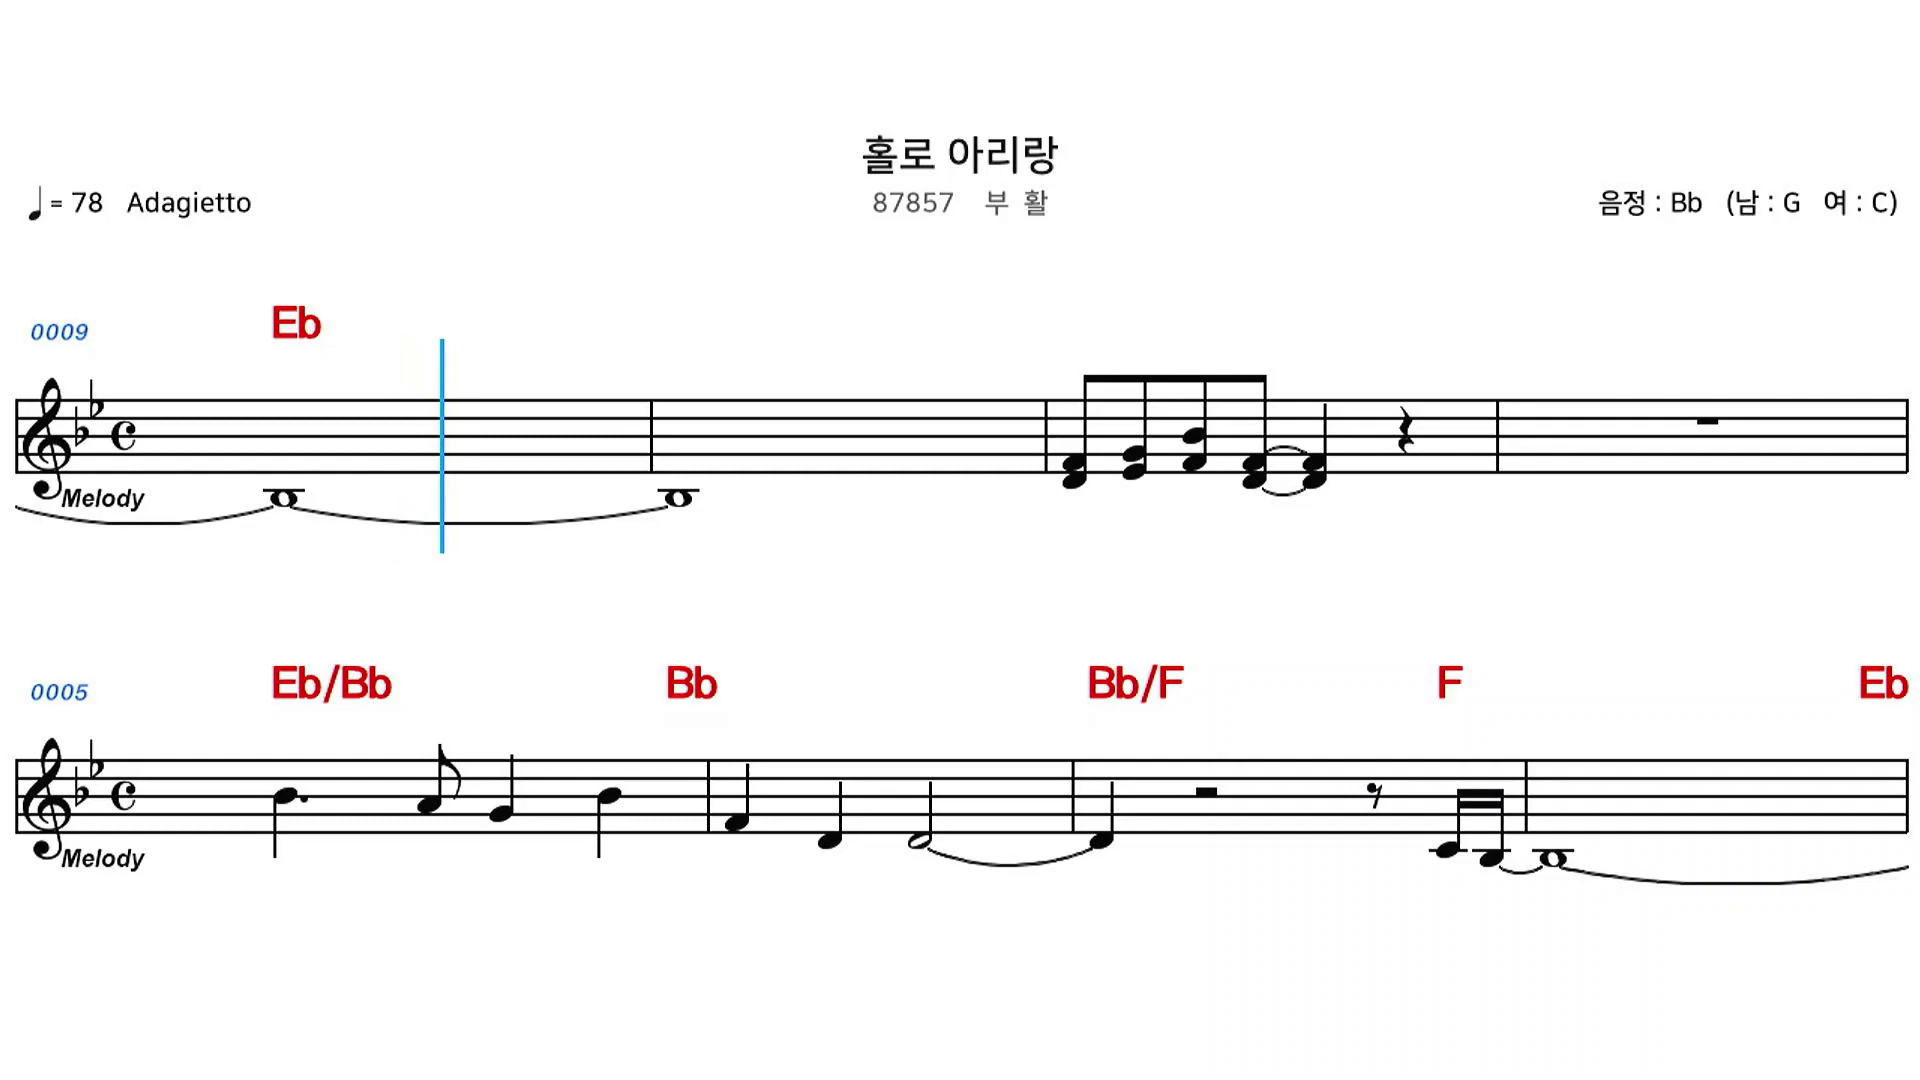 홀로 아리랑
♩= 78 Adagietto 87857 부 활 음정 : Bb (남 : G 여 : C)
0009 Eb
Melody
0005 Eb/Bb Bb Bb/F F Eb
Melody